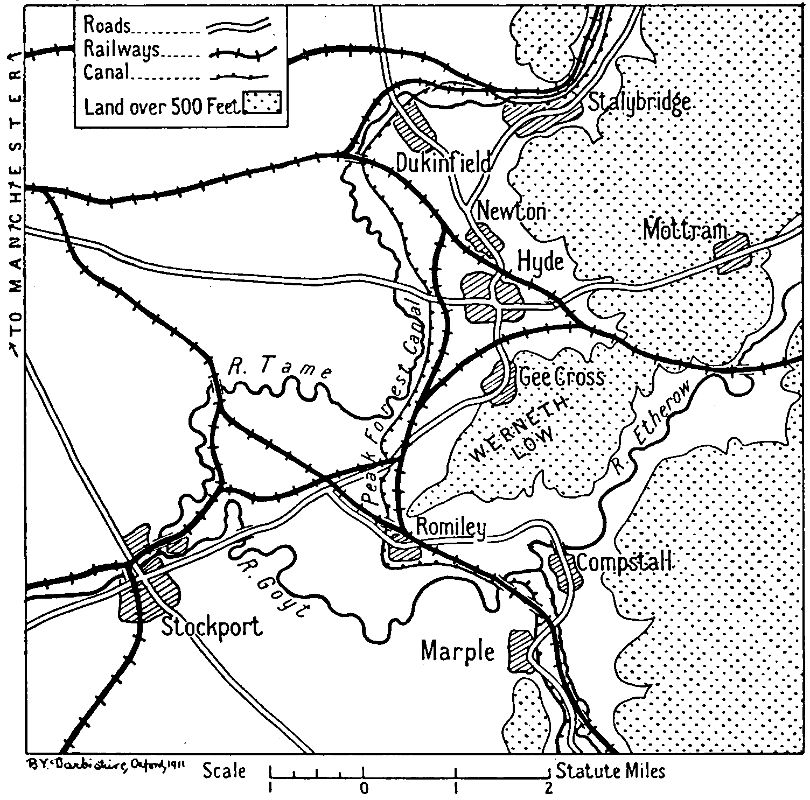 Roads
Railways
Canal
Land over 500 Feet
TO MANCHESTER
Stalybridge
Dukinfield
Newton
Mottram
Hyde
R. Tame
Peak Forest Canal
Gee Cross
WERNETH
LOW
R. Etherow
Romiley
Compstall
R. Goyt
Stockport
Marple
B.V. Darbishire, Oxford, 1911
Scale
1 0 1 2
Statute Miles